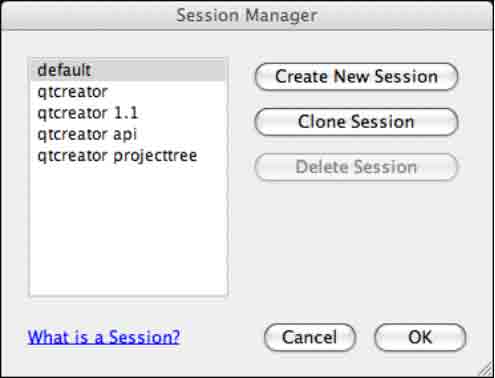 Session Manager
default
qtcreator
qtcreator 1.1
qtcreator api
qtcreator projecttree
Create New Session
Clone Session
Delete Session
What is a Session?
Cancel
OK